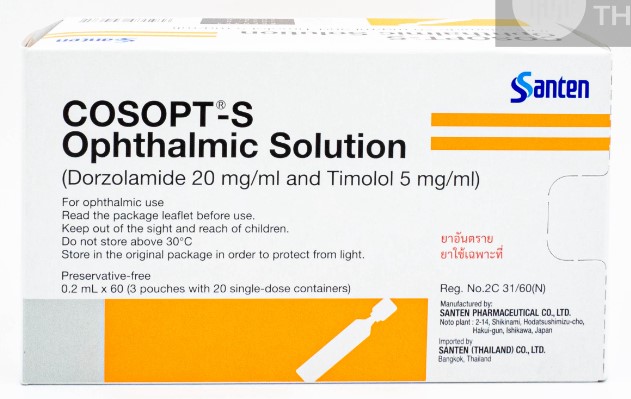 TH
Santen
COSOPT®-S
Ophthalmic Solution
(Dorzolamide 20 mg/ml and Timolol 5 mg/ml)
For ophthalmic use
Read the package leaflet before use.
Keep out of the sight and reach of children.
Do not store above 30°C
Store in the original package in order to protect from light.
Preservative-free
0.2 mL x 60 (3 pouches with 20 single-dose containers)
ยาอันตราย
ยาใช้เฉพาะที่
Reg. No.2C 31/60(N)
Manufactured by:
SANTEN PHARMACEUTICAL CO., LTD.
Noto plant : 2-14, Shikinami, Hodatsushimizu-cho,
Hakui-gun, Ishikawa, Japan
Imported by
SANTEN (THAILAND) CO., LTD.
Bangkok, Thailand